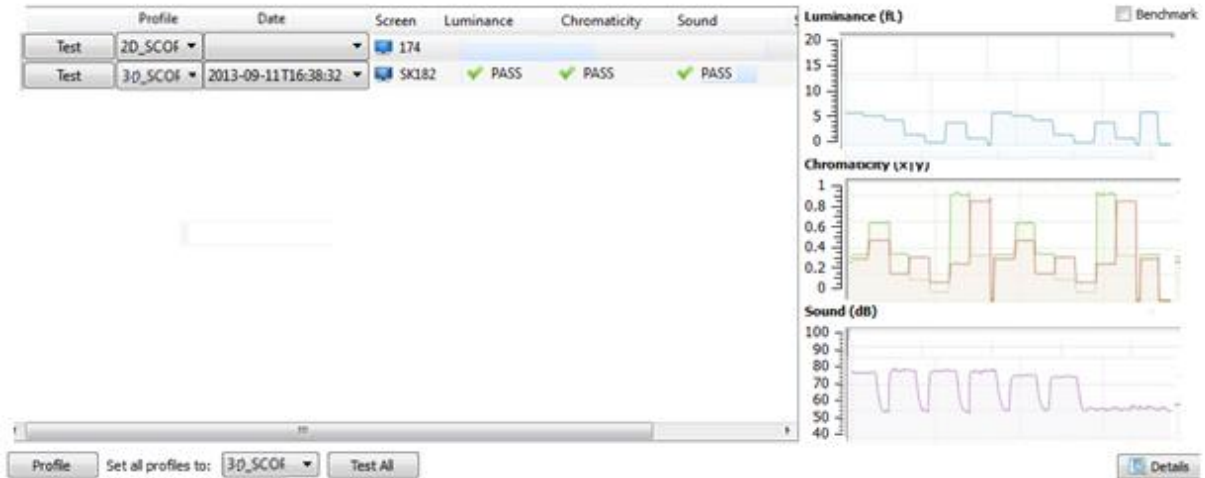 Profile Date Screen Luminance Chromaticity Sound S
Test 2D_SCOF 174
Test 3D_SCOF 2013-09-11T16:38:32 SK182 PASS PASS PASS
Luminance (fL) Benchmark
20
15
10
5
0
Chromaticity (x|y)
1
0.8
0.6
0.4
0.2
0
Sound (dB)
100
90
80
70
60
50
40
Profile Set all profiles to: 3D_SCOF Test All
Details